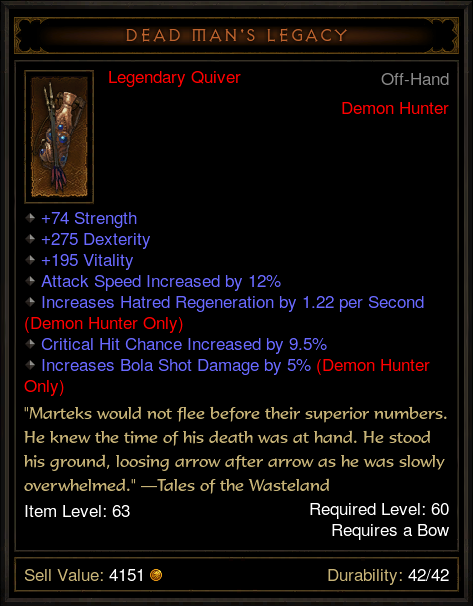 DEAD MAN'S LEGACY
Legendary Quiver
Off-Hand
Demon Hunter
+74 Strength
+275 Dexterity
+195 Vitality
Attack Speed Increased by 12%
Increases Hatred Regeneration by 1.22 per Second
(Demon Hunter Only)
Critical Hit Chance Increased by 9.5%
Increases Bola Shot Damage by 5% (Demon Hunter
Only)
"Marteks would not flee before their superior numbers.
He knew the time of his death was at hand. He stood
his ground, loosing arrow after arrow as he was slowly
overwhelmed." —Tales of the Wasteland
Item Level: 63
Required Level: 60
Requires a Bow
Sell Value: 4151
Durability: 42/42